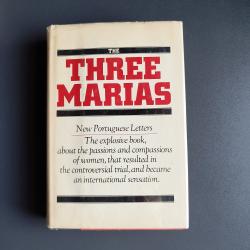 THE
THREE
MARIAS
New Portuguese Letters
The explosive book,
about the passions and compassions
of women, that resulted in
the controversial trial, and became
an international sensation.